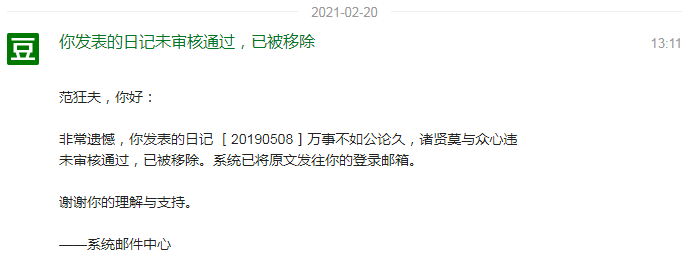 2021-02-20
豆
你发表的日记未审核通过，已被移除
13:11
范狂夫，你好：
非常遗憾，你发表的日记［20190508］万事不如公论久，诸贤莫与众心违
未审核通过，已被移除。系统已将原文发往你的登录邮箱。
谢谢你的理解与支持。
——系统邮件中心